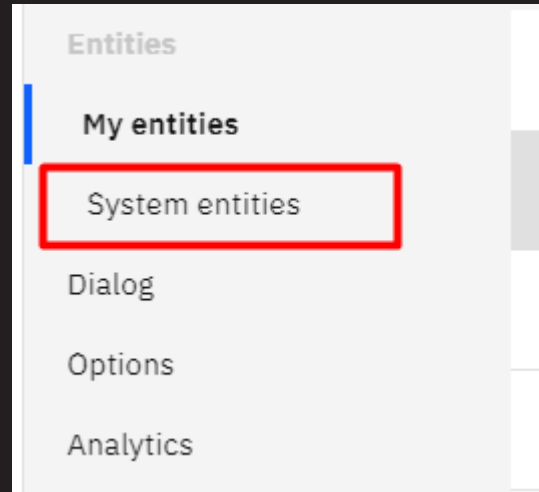 Entities
My entities
System entities
Dialog
Options
Analytics